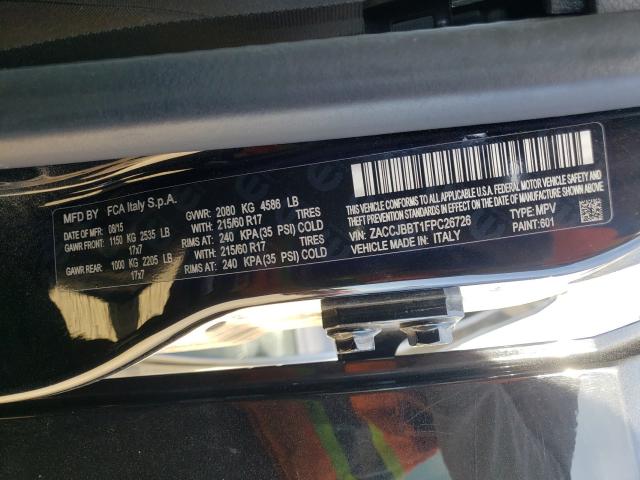 MFD BY FCA Italy S.p.A.
08/15 GWWR: 2080 KG 4586 LB
GAWR FRONT: 1150 KG 2535 LB WITH: 215/60 R17 TIRES
17x7 RIMS AT: 240 KPA(35 PSI) COLD
GAWR REAR: 1000 KG 2205 LB WITH: 215/60 R17 TIRES
17x7 RIMS AT: 240 KPA(35 PSI) COLD
THIS VEHICLE CONFORMS TO ALL APPLICABLE U.S. FEDERAL MOTOR VEHICLE SAFETY AND
THEFT PREVENTION STANDARDS IN EFFECT ON THE DATE OF MANUFACTURE SHOWN ABOVE.
VIN: ZACCJBBT1FPC26726 TYPE: MPV
VEHICLE MADE IN: ITALY PAINT: 601